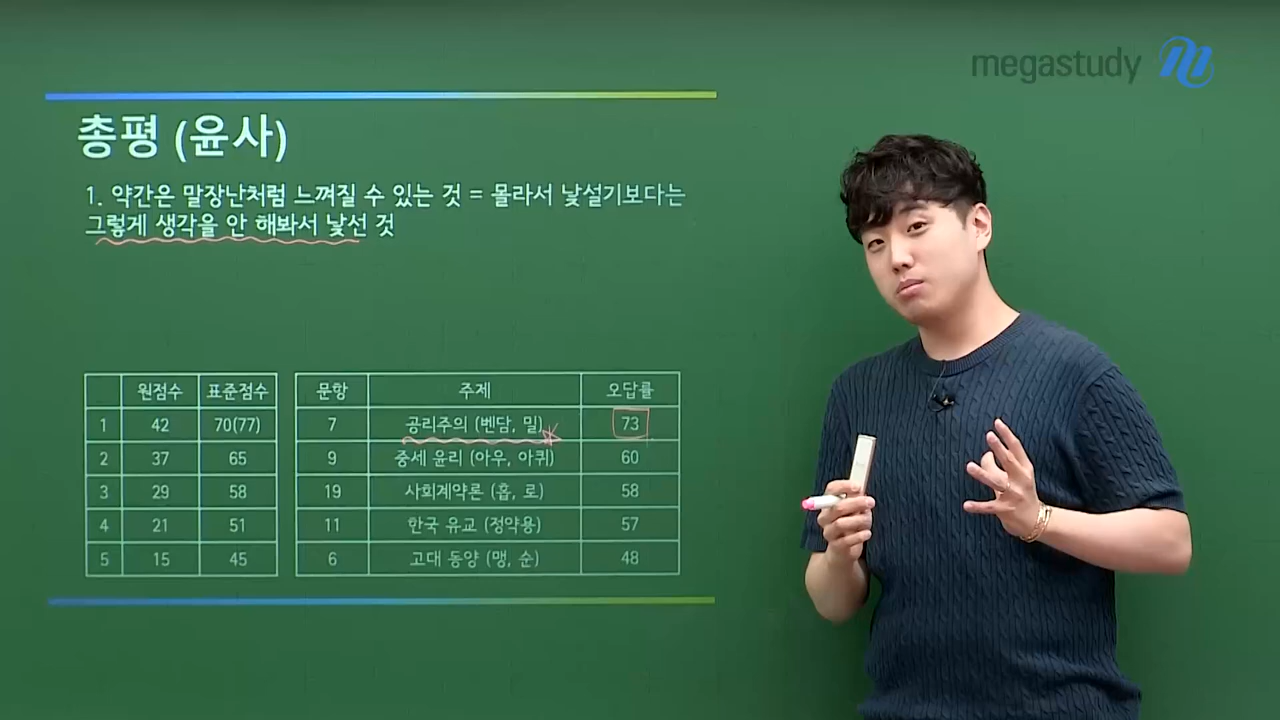 megastudy
총평 (윤사)
1. 약간은 말장난처럼 느껴질 수 있는 것 = 몰라서 낯설기보다는
그렇게 생각을 안 해봐서 낯선 것
원점수 표준점수
1 42 70(77)
2 37 65
3 29 58
4 21 51
5 15 45
문항 주제 오답률
7 공리주의 (벤담, 밀) 73
9 중세 윤리 (아우, 아퀴) 60
19 사회계약론 (홉, 로) 58
11 한국 유교 (정약용) 57
6 고대 동양 (맹, 순) 48